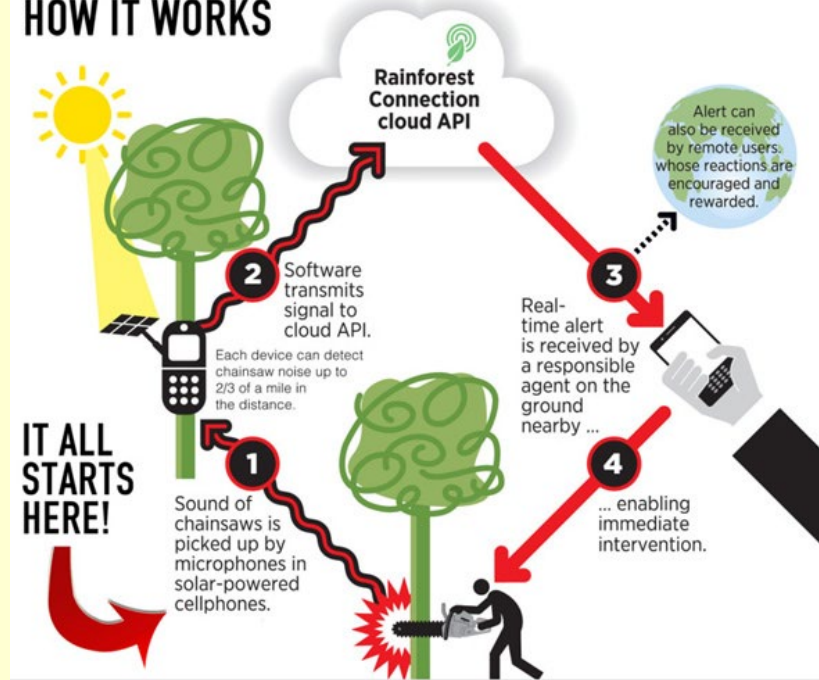 HOW IT WORKS
Rainforest
Connection
cloud API
Alert can
also be received
by remote users.
whose reactions are
encouraged and
rewarded.
2
Software
transmits
signal to
cloud API.
Each device can detect
chainsaw noise up to
2/3 of a mile in
the distance.
3
Real-
time alert
is received by
a responsible
agent on the
ground
nearby ...
IT ALL
STARTS
HERE!
1
Sound of
chainsaws is
picked up by
microphones in
solar-powered
cellphones.
4
... enabling
immediate
intervention.